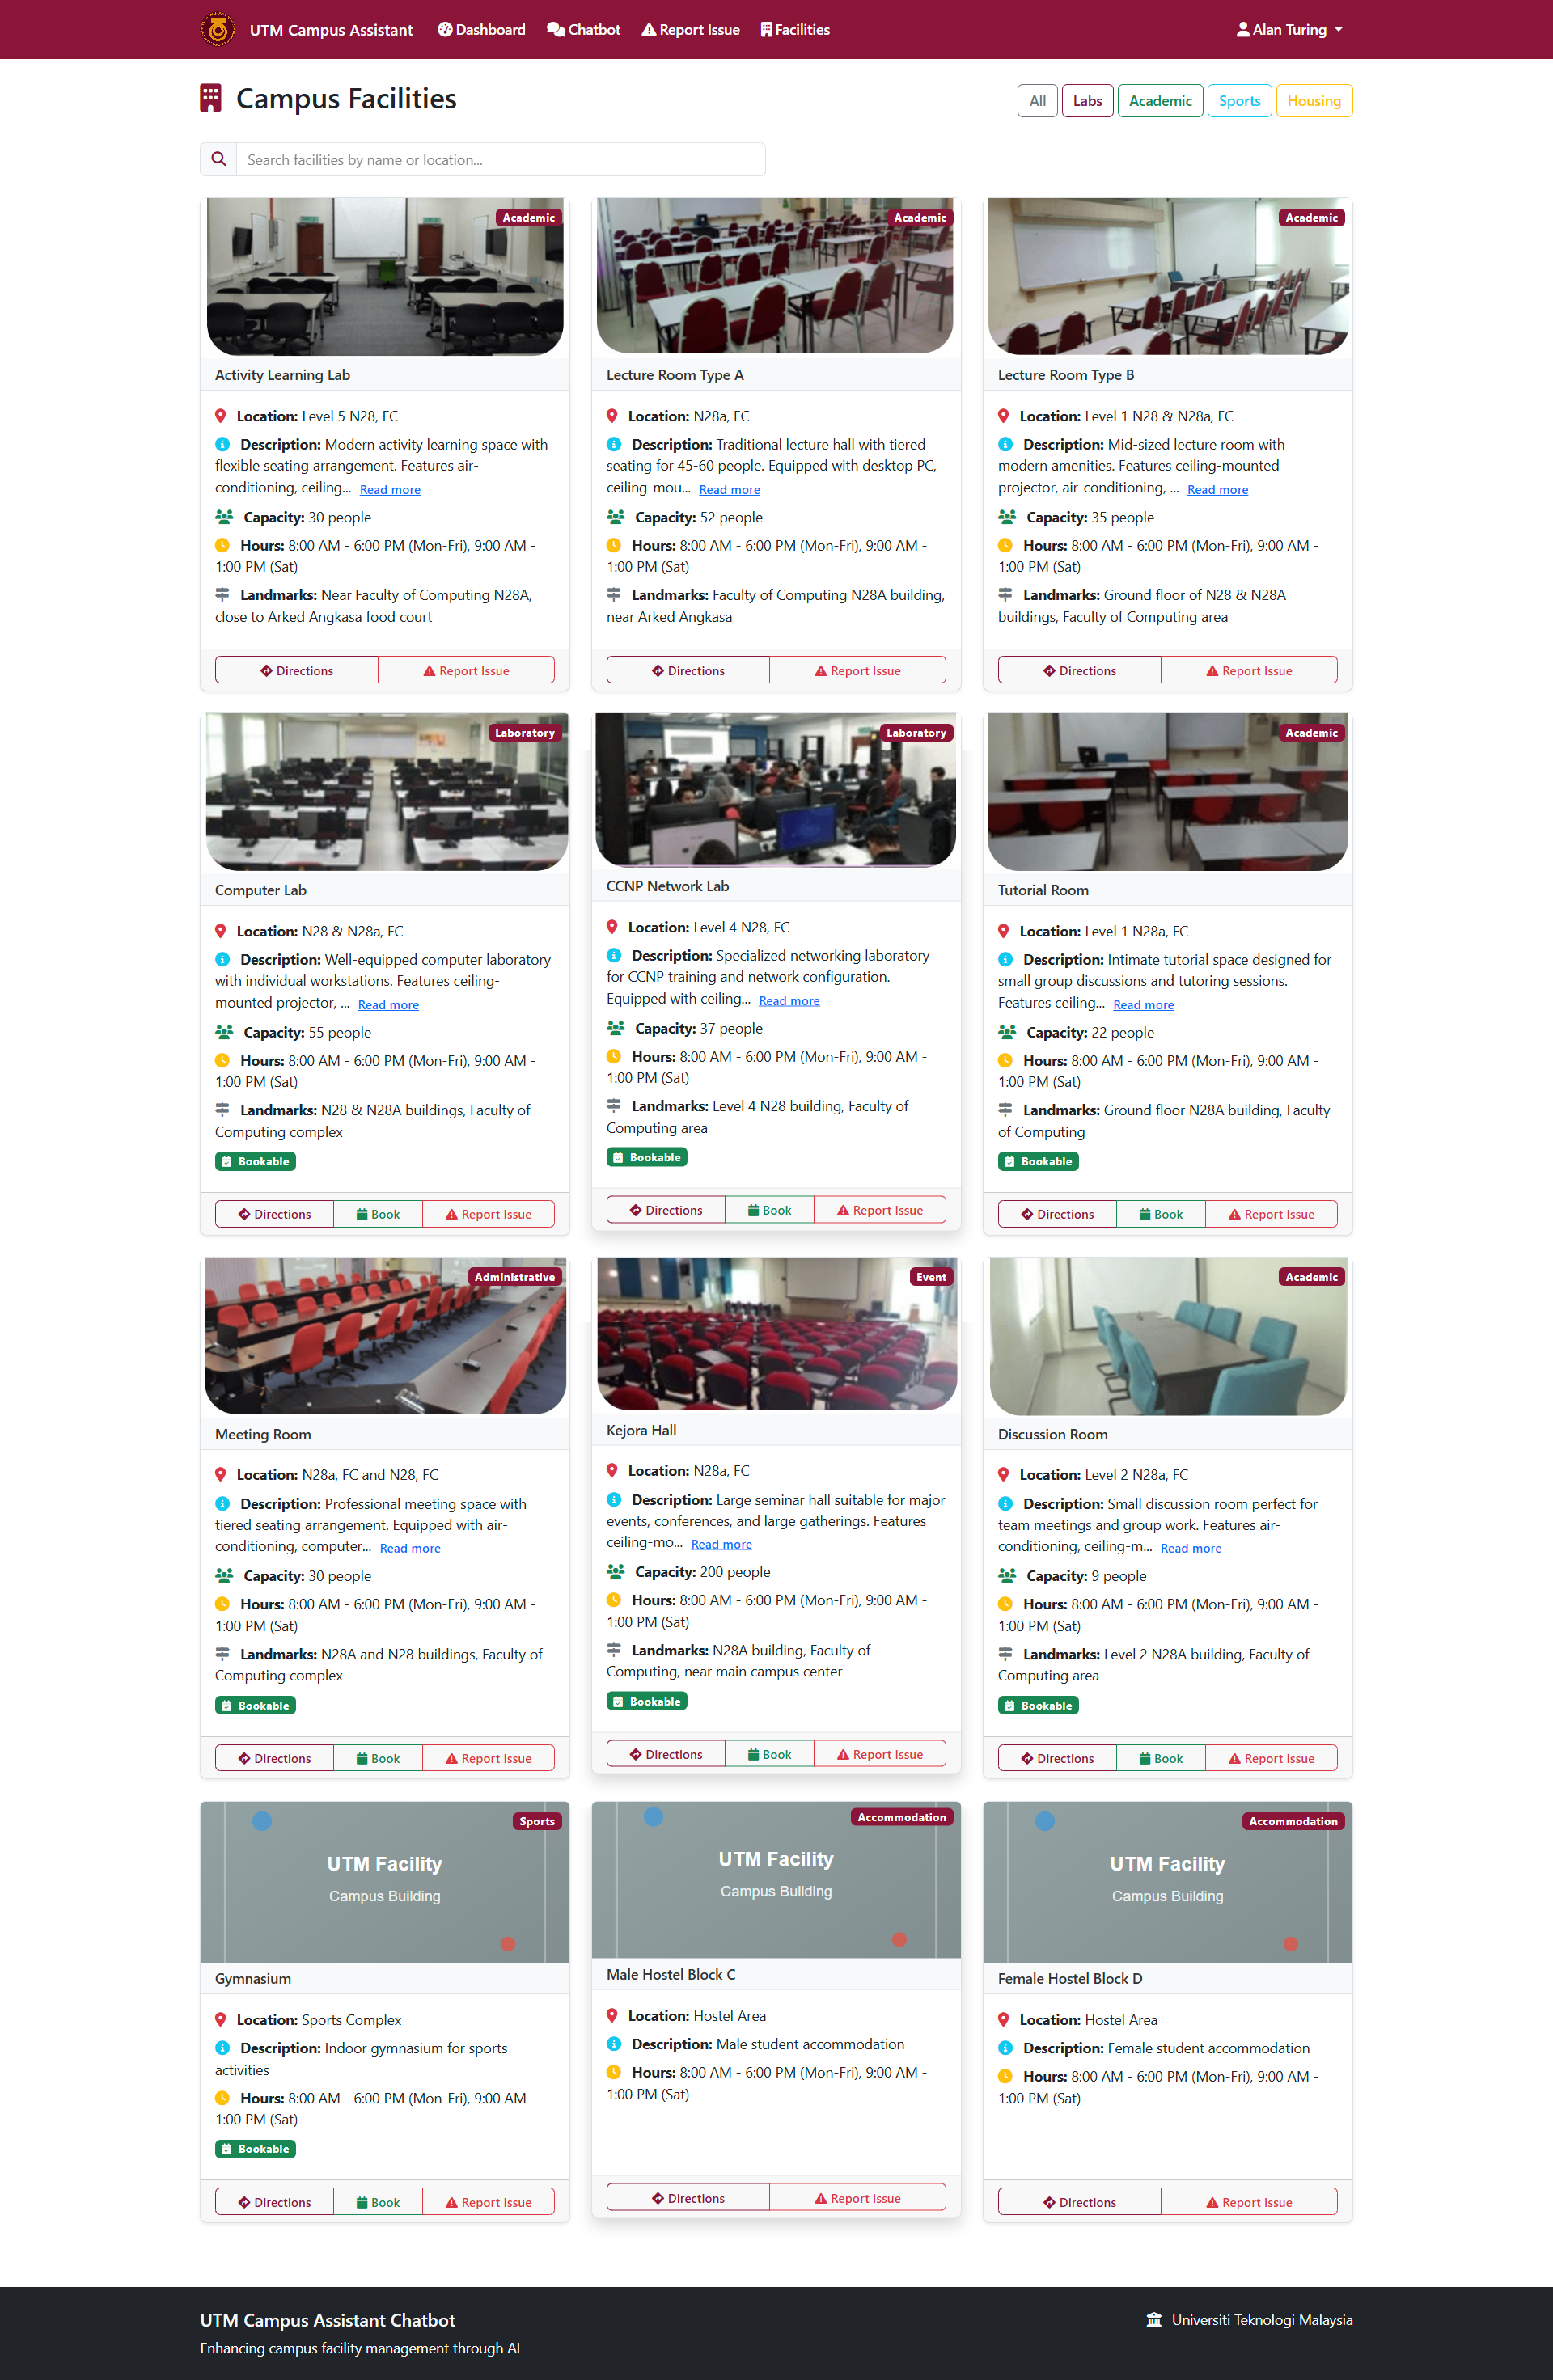 UTM Campus Assistant Dashboard Chatbot Report Issue Facilities Alan Turing
Campus Facilities
All Labs Academic Sports Housing
Search facilities by name or location...
Academic
Activity Learning Lab
Location: Level 5 N28, FC
Description: Modern activity learning space with
flexible seating arrangement. Features air-
conditioning, ceiling... Read more
Capacity: 30 people
Hours: 8:00 AM - 6:00 PM (Mon-Fri), 9:00 AM -
1:00 PM (Sat)
Landmarks: Near Faculty of Computing N28A,
close to Arked Angkasa food court
Directions Report Issue
Academic
Lecture Room Type A
Location: N28a, FC
Description: Traditional lecture hall with tiered
seating for 45-60 people. Equipped with desktop PC,
ceiling-mou... Read more
Capacity: 52 people
Hours: 8:00 AM - 6:00 PM (Mon-Fri), 9:00 AM -
1:00 PM (Sat)
Landmarks: Faculty of Computing N28A building,
near Arked Angkasa
Directions Report Issue
Academic
Lecture Room Type B
Location: Level 1 N28 & N28a, FC
Description: Mid-sized lecture room with
modern amenities. Features ceiling-mounted
projector, air-conditioning, ... Read more
Capacity: 35 people
Hours: 8:00 AM - 6:00 PM (Mon-Fri), 9:00 AM -
1:00 PM (Sat)
Landmarks: Ground floor of N28 & N28A
buildings, Faculty of Computing area
Directions Report Issue
Laboratory
Computer Lab
Location: N28 & N28a, FC
Description: Well-equipped computer laboratory
with individual workstations. Features ceiling-
mounted projector, ... Read more
Capacity: 55 people
Hours: 8:00 AM - 6:00 PM (Mon-Fri), 9:00 AM -
1:00 PM (Sat)
Landmarks: N28 & N28A buildings, Faculty of
Computing complex
Bookable
Directions Book Report Issue
Laboratory
CCNP Network Lab
Location: Level 4 N28, FC
Description: Specialized networking laboratory
for CCNP training and network configuration.
Equipped with ceiling... Read more
Capacity: 37 people
Hours: 8:00 AM - 6:00 PM (Mon-Fri), 9:00 AM -
1:00 PM (Sat)
Landmarks: Level 4 N28 building, Faculty of
Computing area
Bookable
Directions Book Report Issue
Academic
Tutorial Room
Location: Level 1 N28a, FC
Description: Intimate tutorial space designed for
small group discussions and tutoring sessions.
Features ceiling... Read more
Capacity: 22 people
Hours: 8:00 AM - 6:00 PM (Mon-Fri), 9:00 AM -
1:00 PM (Sat)
Landmarks: Ground floor N28A building, Faculty
of Computing
Bookable
Directions Book Report Issue
Administrative
Meeting Room
Location: N28a, FC and N28, FC
Description: Professional meeting space with
tiered seating arrangement. Equipped with air-
conditioning, computer... Read more
Capacity: 30 people
Hours: 8:00 AM - 6:00 PM (Mon-Fri), 9:00 AM -
1:00 PM (Sat)
Landmarks: N28A and N28 buildings, Faculty of
Computing complex
Bookable
Directions Book Report Issue
Event
Kejora Hall
Location: N28a, FC
Description: Large seminar hall suitable for major
events, conferences, and large gatherings. Features
ceiling-mo... Read more
Capacity: 200 people
Hours: 8:00 AM - 6:00 PM (Mon-Fri), 9:00 AM -
1:00 PM (Sat)
Landmarks: N28A building, Faculty of
Computing, near main campus center
Bookable
Directions Book Report Issue
Academic
Discussion Room
Location: Level 2 N28a, FC
Description: Small discussion room perfect for
team meetings and group work. Features air-
conditioning, ceiling-m... Read more
Capacity: 9 people
Hours: 8:00 AM - 6:00 PM (Mon-Fri), 9:00 AM -
1:00 PM (Sat)
Landmarks: Level 2 N28A building, Faculty of
Computing area
Bookable
Directions Book Report Issue
Sports
UTM Facility
Campus Building
Gymnasium
Location: Sports Complex
Description: Indoor gymnasium for sports
activities
Hours: 8:00 AM - 6:00 PM (Mon-Fri), 9:00 AM -
1:00 PM (Sat)
Bookable
Directions Book Report Issue
Accommodation
UTM Facility
Campus Building
Male Hostel Block C
Location: Hostel Area
Description: Male student accommodation
Hours: 8:00 AM - 6:00 PM (Mon-Fri), 9:00 AM -
1:00 PM (Sat)
Directions Report Issue
Accommodation
UTM Facility
Campus Building
Female Hostel Block D
Location: Hostel Area
Description: Female student accommodation
Hours: 8:00 AM - 6:00 PM (Mon-Fri), 9:00 AM -
1:00 PM (Sat)
Directions Report Issue
UTM Campus Assistant Chatbot
Enhancing campus facility management through AI
Universiti Teknologi Malaysia